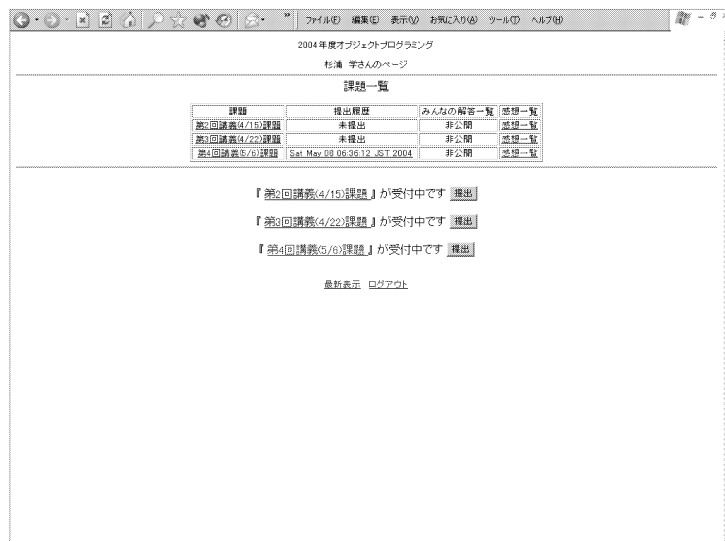 ファイル(F) 編集(E) 表示(V) お気に入り(A) ツール(T) ヘルプ(H)
2004年度オブジェクトプログラミング
杉浦 学さんのページ
課題一覧
課題 提出履歴 みんなの解答一覧 感想一覧
第2回講義(4/15)課題 未提出 非公開 感想一覧
第3回講義(4/22)課題 未提出 非公開 感想一覧
第4回講義(5/6)課題 Sat May 08 06:36:12 JST 2004 非公開 感想一覧
『 第2回講義(4/15)課題 』が受付中です 提出
『 第3回講義(4/22)課題 』が受付中です 提出
『 第4回講義(5/6)課題 』が受付中です 提出
最新表示 ログアウト